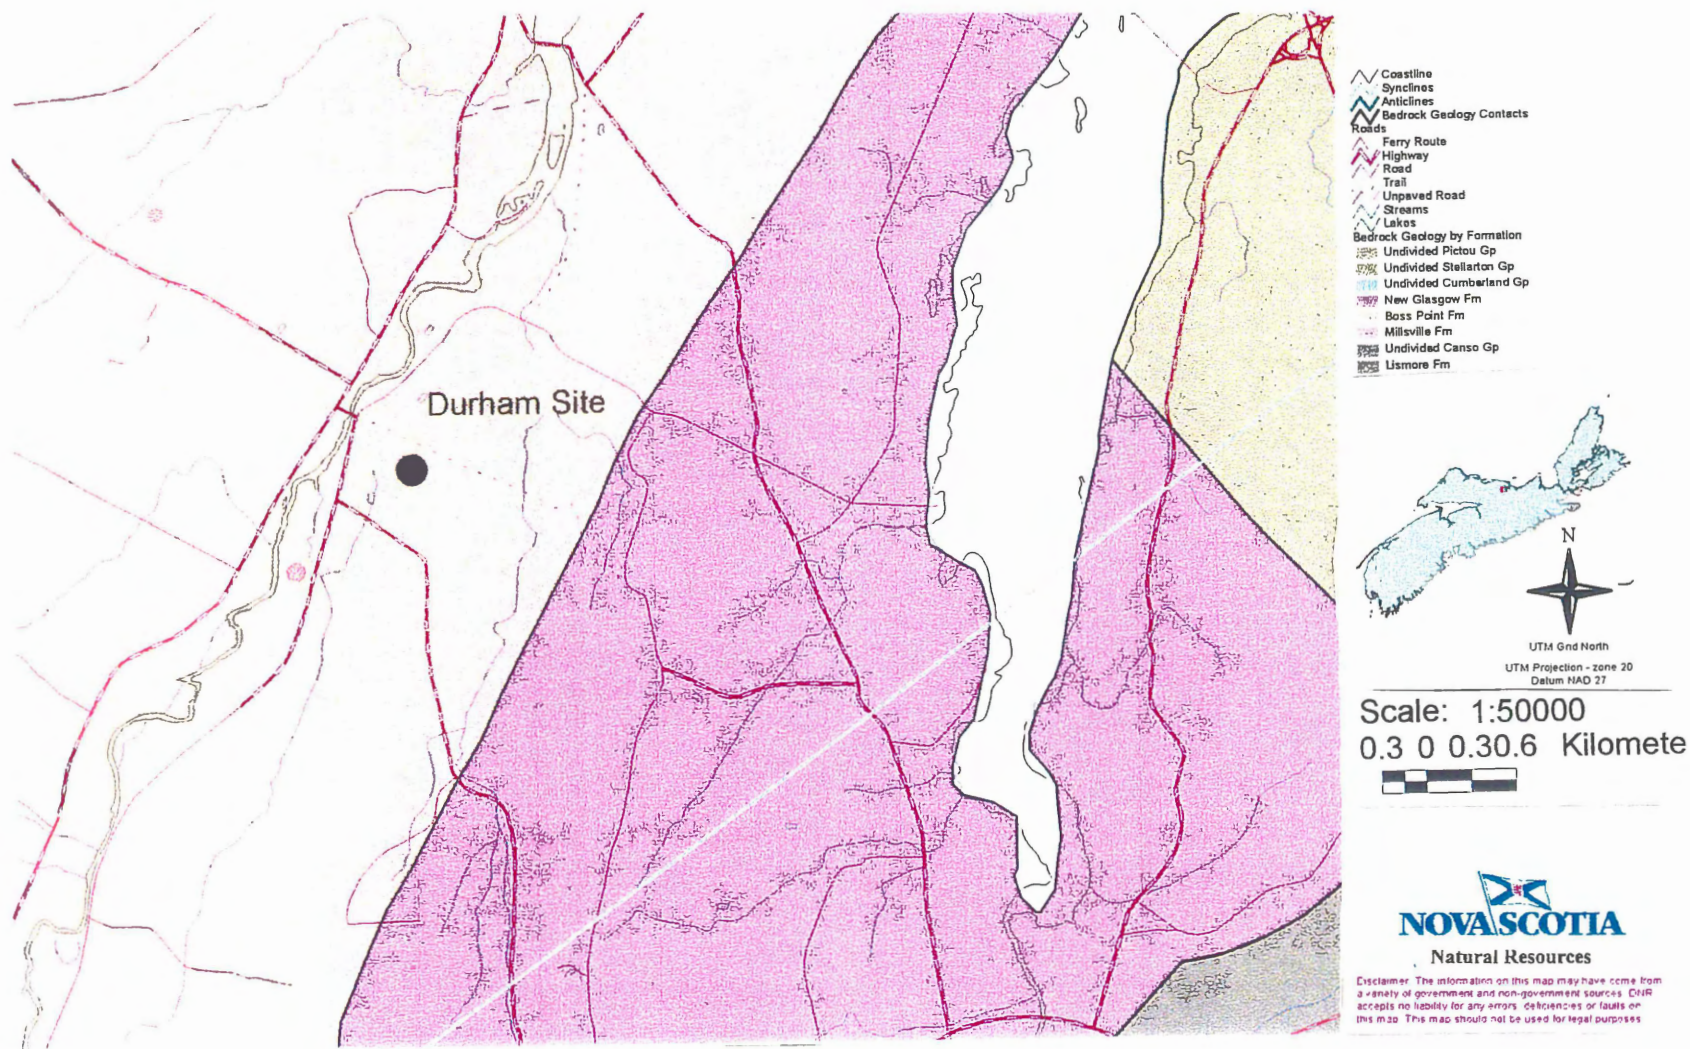 Durham Site
Coastline
Synclines
Anticlines
Bedrock Geology Contacts
Roads
Ferry Route
Highway
Road
Trail
Unpaved Road
Streams
Lakes
Bedrock Geology by Formation
Undivided Pictou Gp
Undivided Stellarton Gp
Undivided Cumberland Gp
New Glasgow Fm
Boss Point Fm
Millsville Fm
Undivided Canso Gp
Lismore Fm
N
UTM Grid North
UTM Projection - zone 20
Datum NAD 27
Scale: 1:50000
0.3 0 0.30.6 Kilomete
NOVA SCOTIA
Natural Resources
Disclaimer: The information on this map may have come from
a variety of government and non-government sources. DNR
accepts no liability for any errors, deficiencies or faults on
this map. This map should not be used for legal purposes